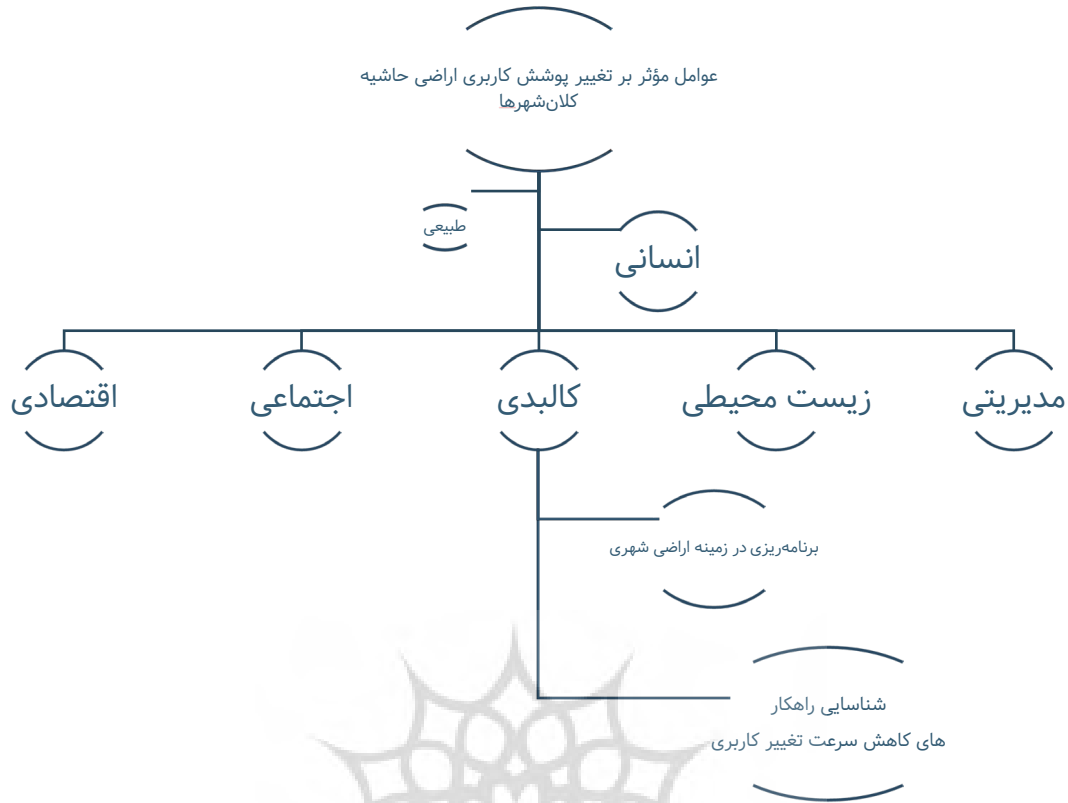 عوامل مؤثر بر تغییر پوشش کاربری اراضی حاشیه
کلان‌شهرها
طبیعی
انسانی
مدیریتی
زیست محیطی
کالبدی
اجتماعی
اقتصادی
برنامه‌ریزی در زمینه اراضی شهری
شناسایی راهکار
های کاهش سرعت تغییر کاربری